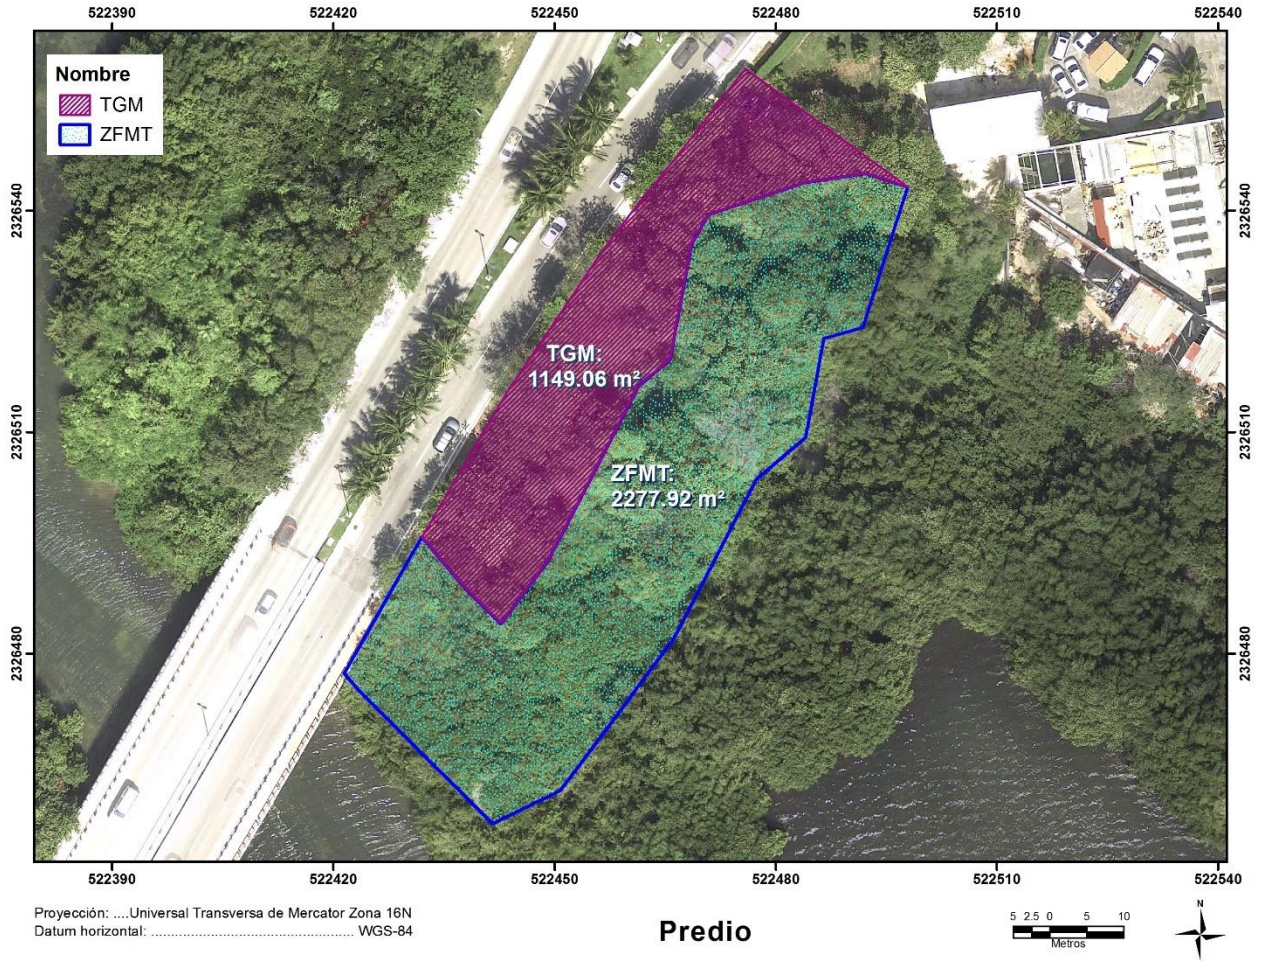 522390 522420 522450 522480 522510 522540
Nombre
TGM
ZFMT
2326540 2326540
TGM:
1149.06 m²
2326510 2326510
ZFMT:
2277.92 m²
2326480 2326480
522390 522420 522450 522480 522510 522540
Proyección: ....Universal Transversa de Mercator Zona 16N
Datum horizontal: .................................................. WGS-84
Predio
5 2.5 0 5 10
Metros
N